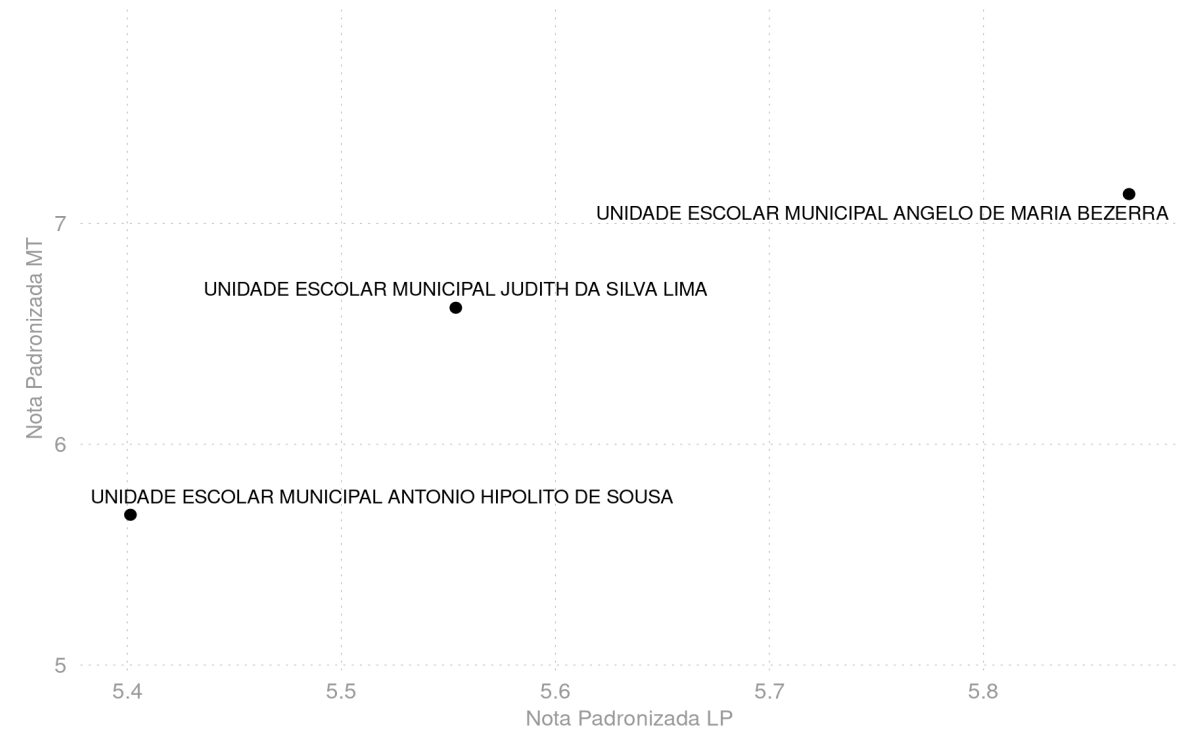 7
UNIDADE ESCOLAR MUNICIPAL ANGELO DE MARIA BEZERRA
UNIDADE ESCOLAR MUNICIPAL JUDITH DA SILVA LIMA
Nota Padronizada MT
6
UNIDADE ESCOLAR MUNICIPAL ANTONIO HIPOLITO DE SOUSA
5
5.4 5.5 5.6 5.7 5.8
Nota Padronizada LP